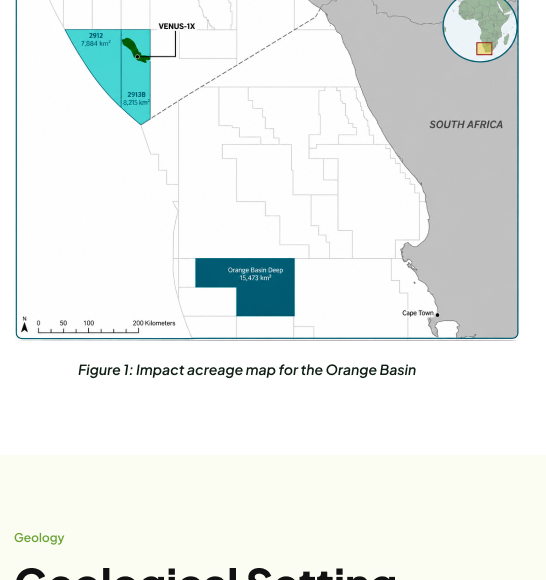 VENUS-1X
2912
7,884 km²
2913B
8,215 km²
SOUTH AFRICA
Orange Basin Deep
15,473 km²
Cape Town
N
0 50 100 200 Kilometers
Figure 1: Impact acreage map for the Orange Basin
Geology
Geological Setting